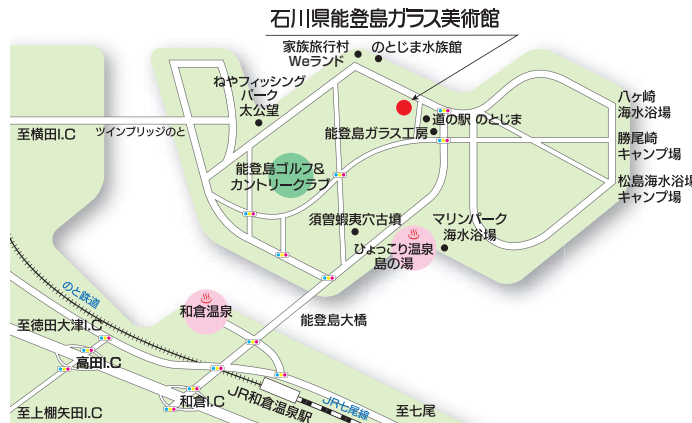 石川県能登島ガラス美術館
家族旅行村
Weランド
のとじま水族館
ねやフィッシング
パーク
太公望
八ヶ崎
海水浴場
道の駅 のとじま
能登島ガラス工房
至横田I.C
ツインブリッジのと
勝尾崎
キャンプ場
能登島ゴルフ&
カントリークラブ
松島海水浴場
キャンプ場
須曽蝦夷穴古墳
マリンパーク
海水浴場
ひょっこり温泉
島の湯
のと鉄道
和倉温泉
能登島大橋
至徳田大津I.C
高田I.C
JR和倉温泉駅
和倉I.C
JR七尾線
至上棚矢田I.C
至七尾